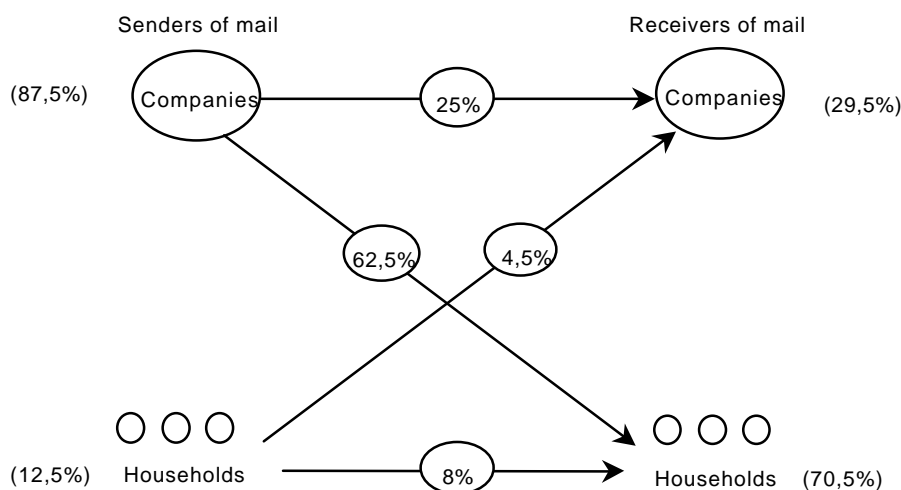 Senders of mail
Receivers of mail
(87,5%)
Companies
25%
Companies
(29,5%)
62,5%
4,5%
(12,5%)
Households
8%
Households
(70,5%)